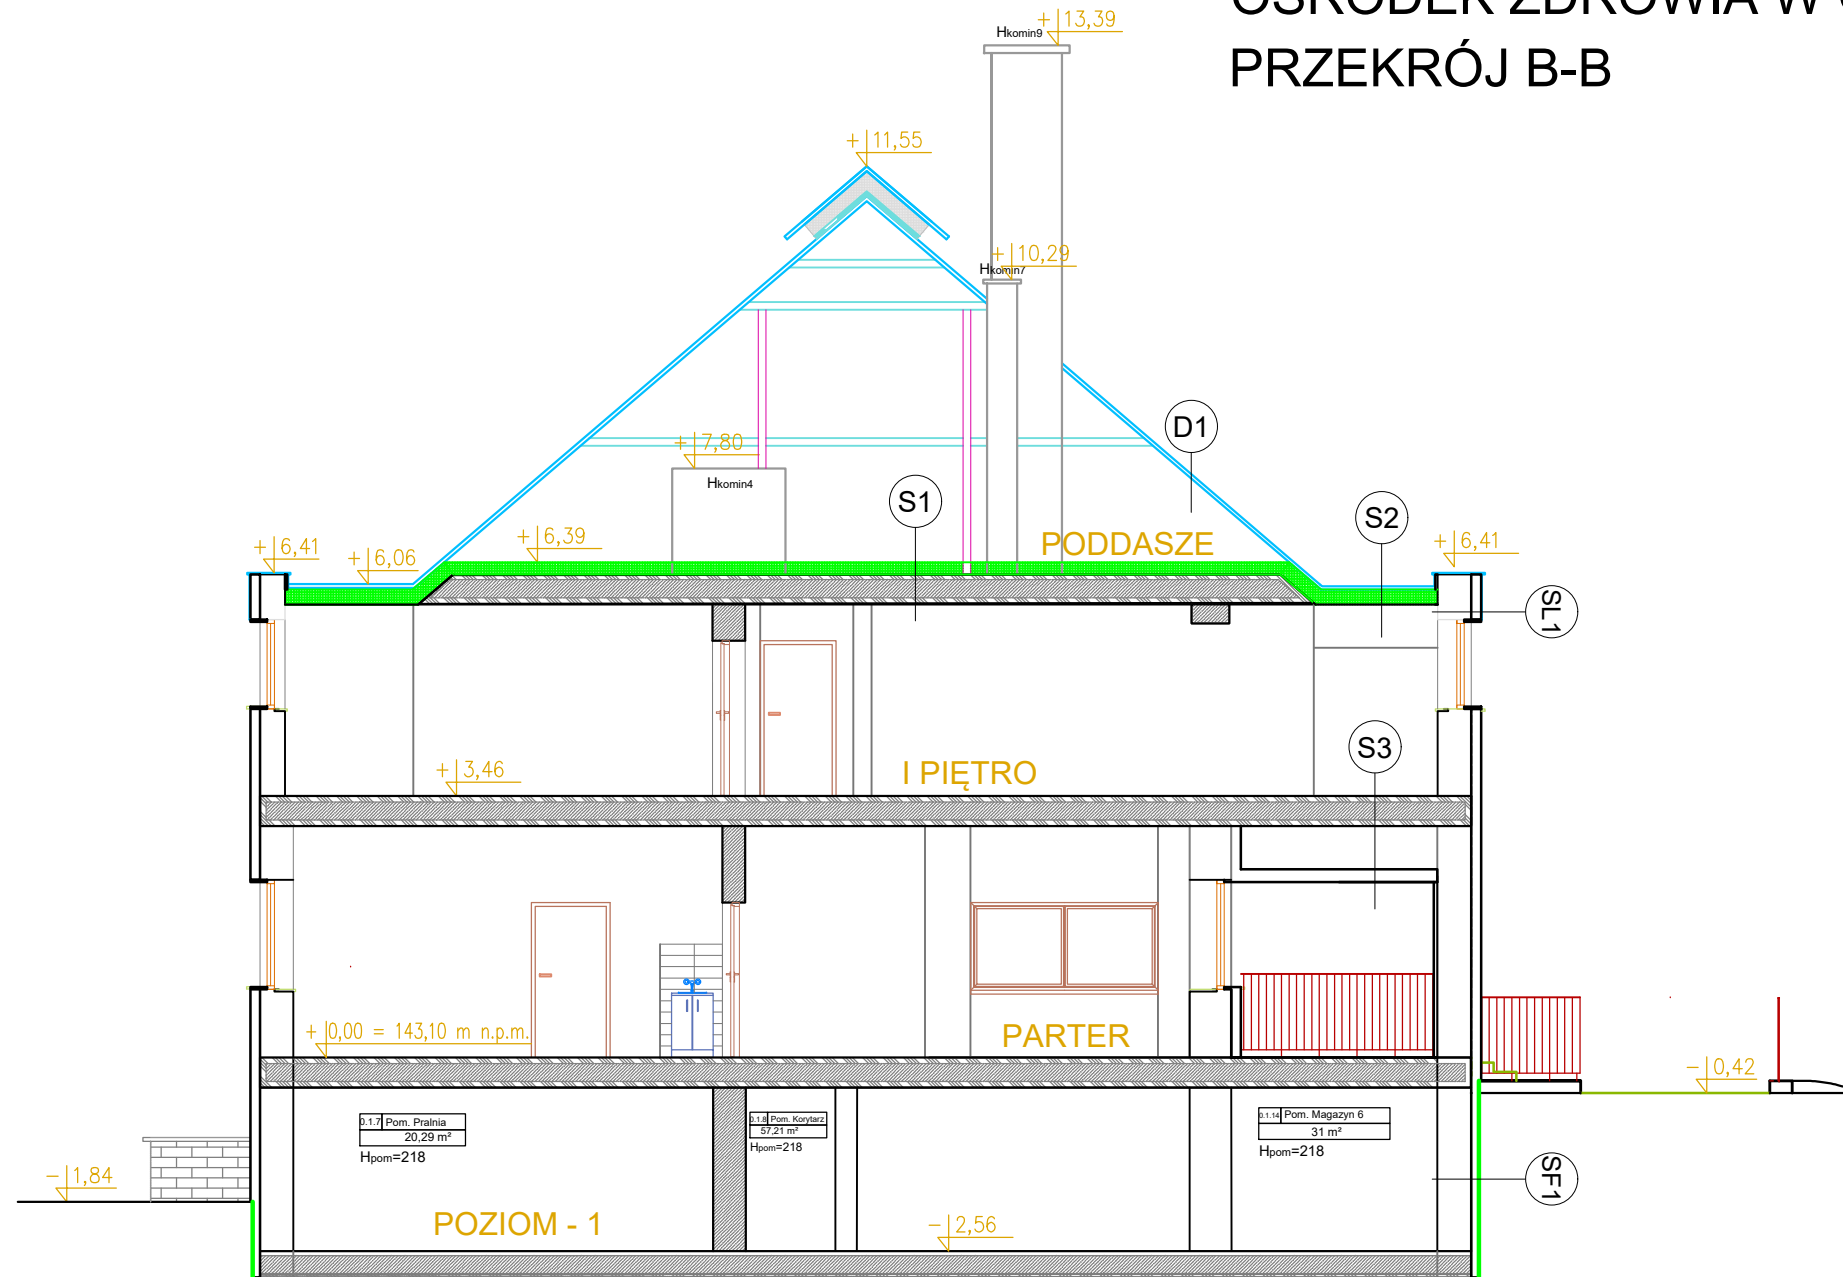 OŚRODEK ZDROWIA W
PRZEKRÓJ B-B
+13,39
Hkomin9
+11,55
+10,29
Hkomin7
D1
+7,80
Hkomin4
S1
S2
+6,41
+6,06
+6,39
PODDASZE
+6,41
SL1
S3
+3,46
I PIĘTRO
+0,00 = 143,10 m n.p.m.
PARTER
-0,42
0.1.7 Pom. Pralnia
20,29 m²
Hpom=218
0.1.8 Pom. Korytarz
57,21 m²
Hpom=218
0.1.14 Pom. Magazyn 6
31 m²
Hpom=218
-1,84
SF1
POZIOM - 1
-2,56